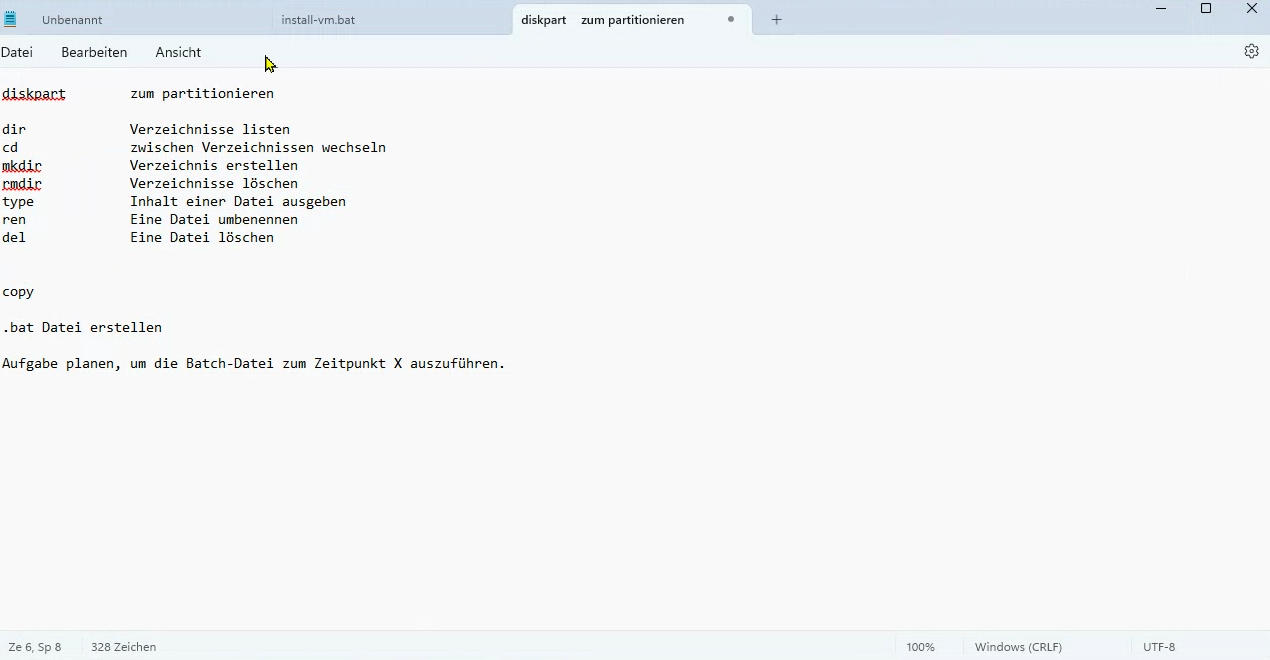 Unbenannt install-vm.bat diskpart zum partitionieren
Datei Bearbeiten Ansicht
diskpart zum partitionieren
dir Verzeichnisse listen
cd zwischen Verzeichnissen wechseln
mkdir Verzeichnis erstellen
rmdir Verzeichnisse löschen
type Inhalt einer Datei ausgeben
ren Eine Datei umbenennen
del Eine Datei löschen
copy
.bat Datei erstellen
Aufgabe planen, um die Batch-Datei zum Zeitpunkt X auszuführen.
Ze 6, Sp 8 328 Zeichen 100% Windows (CRLF) UTF-8